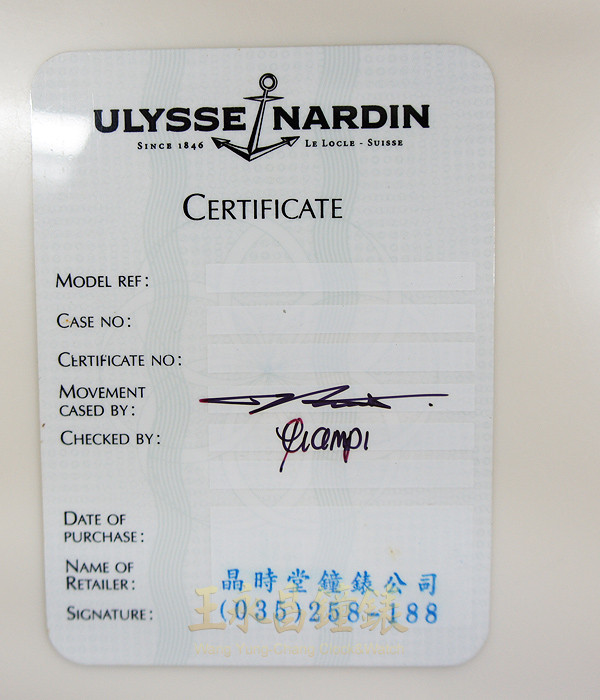 ULYSSE NARDIN
SINCE 1846 LE LOCLE - SUISSE
CERTIFICATE
MODEL REF:
CASE NO:
CERTIFICATE NO:
MOVEMENT
CASED BY:
CHECKED BY:
DATE OF
PURCHASE:
NAME OF
RETAILER: 晶時堂鐘錶公司
SIGNATURE: (035)258-188